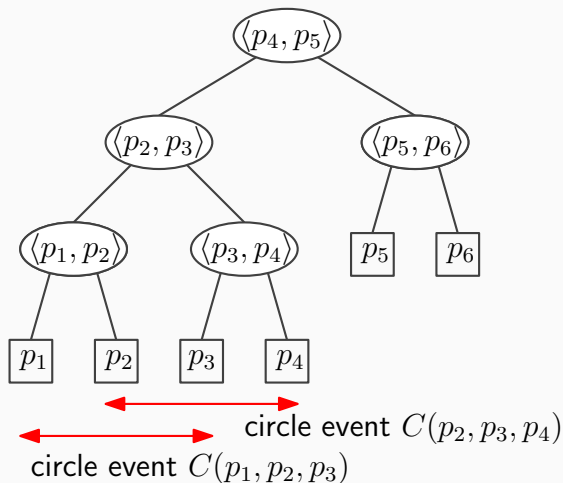 ⟨p₄, p₅⟩
⟨p₂, p₃⟩ ⟨p₅, p₆⟩
⟨p₁, p₂⟩ ⟨p₃, p₄⟩ p₅ p₆
p₁ p₂ p₃ p₄
circle event C(p₂, p₃, p₄)
circle event C(p₁, p₂, p₃)